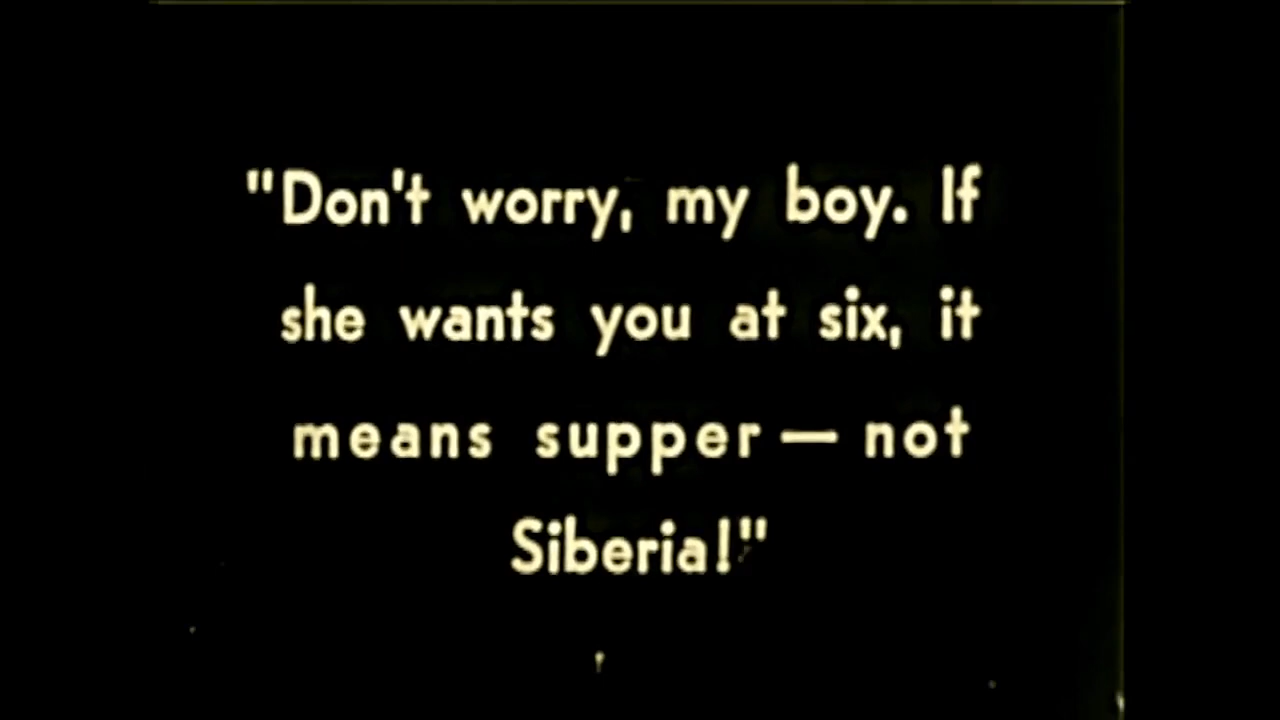 "Don't worry, my boy. If
she wants you at six, it
means supper — not
Siberia!"